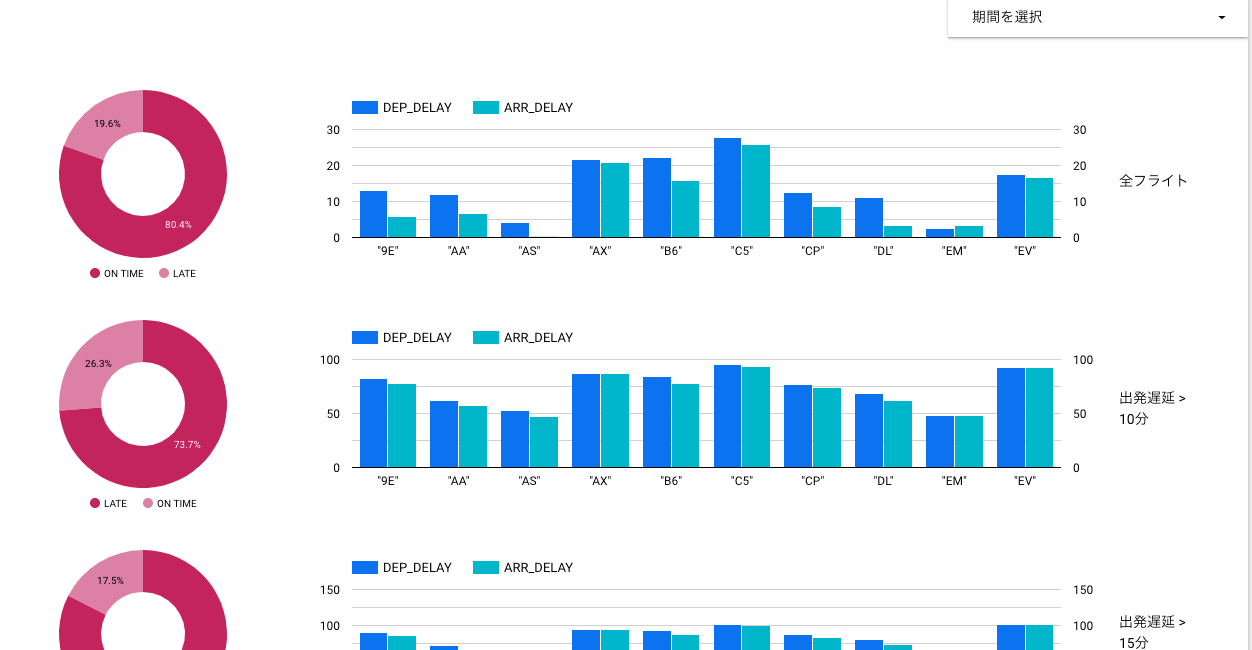 期間を選択
19.6%
80.4%
ON TIME LATE
DEP_DELAY ARR_DELAY
30 30
20 20
10 10
0 0
"9E" "AA" "AS" "AX" "B6" "C5" "CP" "DL" "EM" "EV"
全フライト
26.3%
73.7%
LATE ON TIME
DEP_DELAY ARR_DELAY
100 100
50 50
0 0
"9E" "AA" "AS" "AX" "B6" "C5" "CP" "DL" "EM" "EV"
出発遅延 >
10分
17.5%
DEP_DELAY ARR_DELAY
150 150
100 100
出発遅延 >
15分